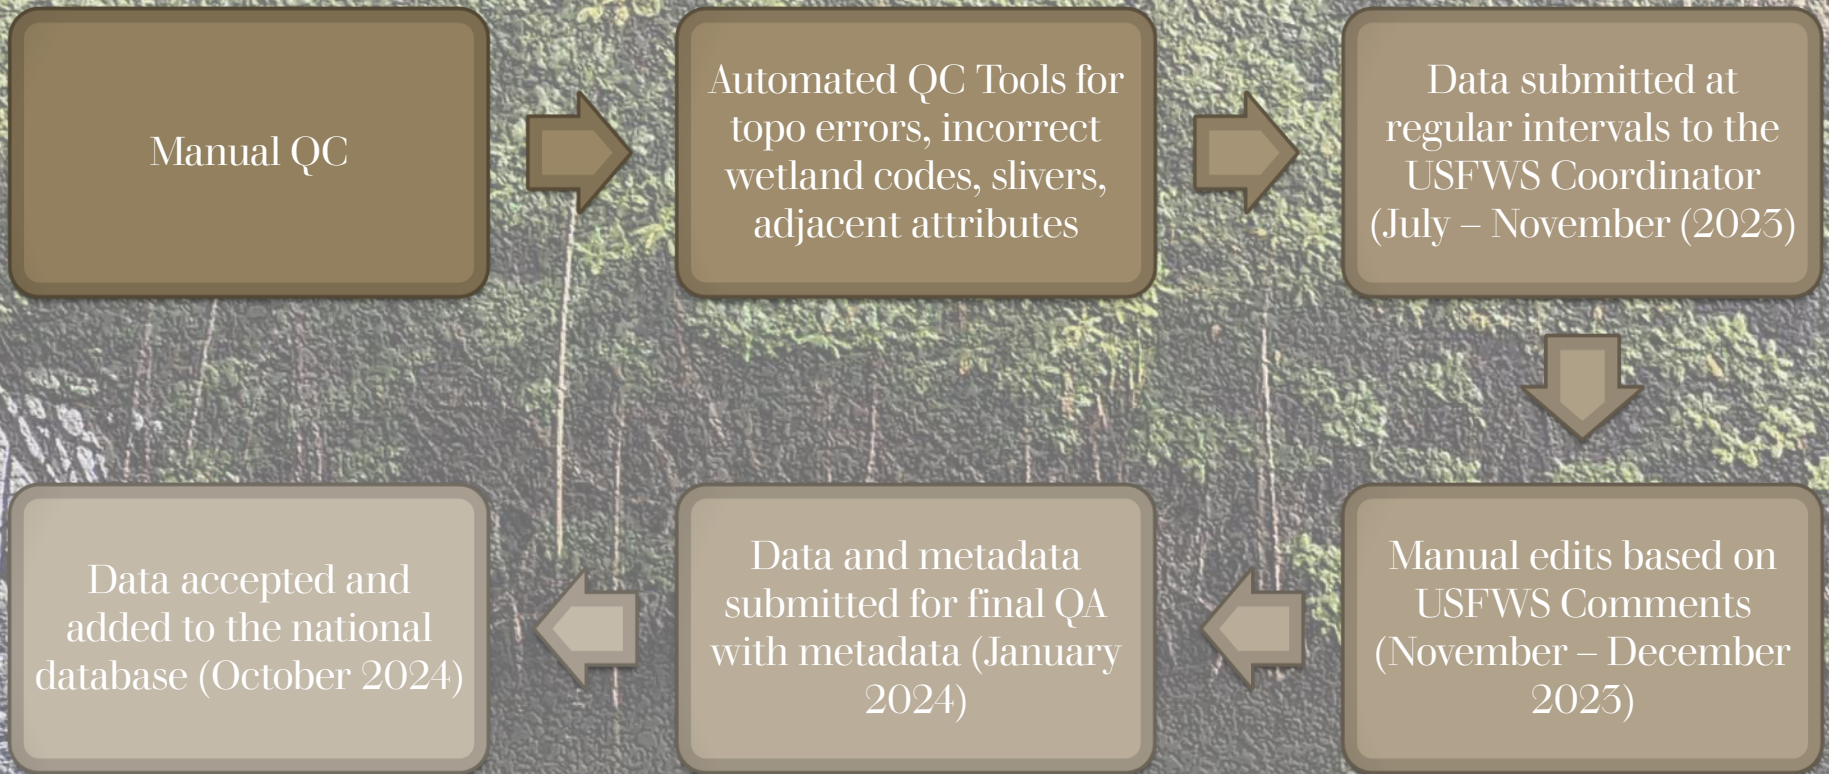 Manual QC
Automated QC Tools for
topo errors, incorrect
wetland codes, slivers,
adjacent attributes
Data submitted at
regular intervals to the
USFWS Coordinator
(July – November (2023)
Manual edits based on
USFWS Comments
(November – December
2023)
Data and metadata
submitted for final QA
with metadata (January
2024)
Data accepted and
added to the national
database (October 2024)